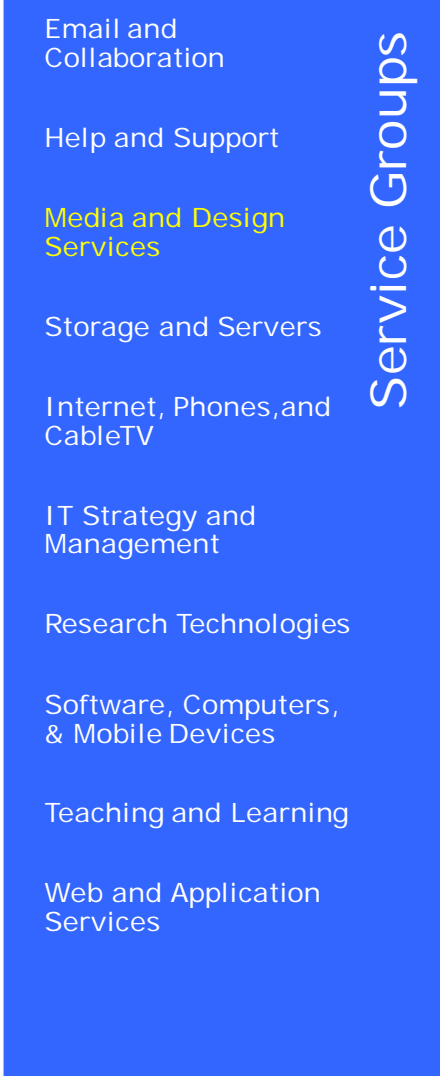 Email and
Collaboration
Help and Support
Media and Design
Services
Storage and Servers
Internet, Phones,and
CableTV
IT Strategy and
Management
Research Technologies
Software, Computers,
& Mobile Devices
Teaching and Learning
Web and Application
Services
Service Groups